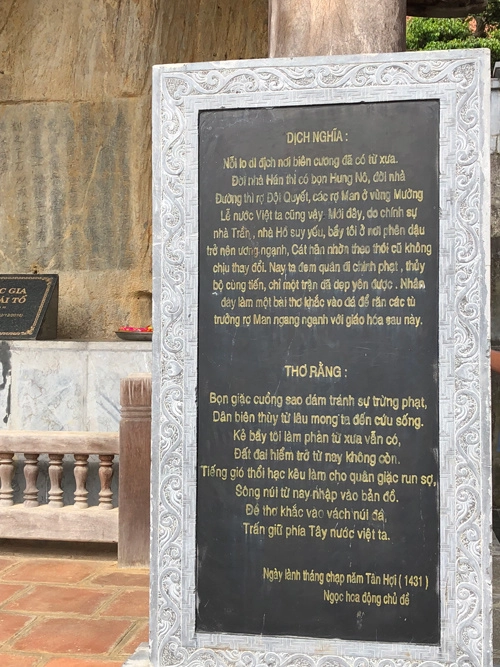 DỊCH NGHĨA :
Nỗi lo di địch nơi biên cương đã có từ xưa.
Đời nhà Hán thì có bọn Hung Nô, đời nhà
Đường thì rợ Đột Quyết, các rợ Man ở vùng Mường
Lễ nước Việt ta cũng vậy. Mới đây, do chính sự
nhà Trần, nhà Hồ suy yếu, bầy tôi ở nơi phên dậu
trở nên ương ngạnh, Cát hãn nhờn theo thói cũ không
chịu thay đổi. Nay ta đem quân đi chinh phạt, thủy
bộ cùng tiến, chỉ một trận đã dẹp yên được. Nhân
đây làm một bài thơ khắc vào đá để răn các tù
trưởng rợ Man ngang ngạnh với giáo hóa sau này.
THƠ RẰNG :
Bọn giặc cuồng sao dám tránh sự trừng phạt,
Dân biên thùy từ lâu mong ta đến cứu sống.
Kẻ bầy tôi làm phản từ xưa vẫn có,
Đất đai hiểm trở từ nay không còn.
Tiếng gió thổi hạc kêu làm cho quân giặc run sợ,
Sông núi từ nay nhập vào bản đồ.
Đề thơ khắc vào vách núi đá,
Trấn giữ phía Tây nước việt ta.
Ngày lành tháng chạp năm Tân Hợi ( 1431 )
Ngọc hoa động chủ đề
C GIA
ÁI TỔ